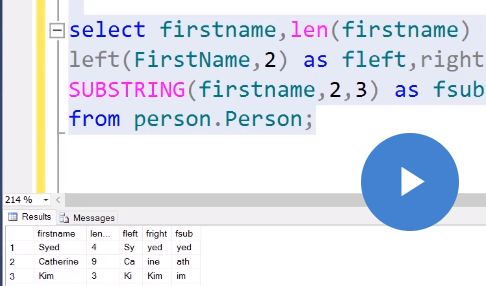 select firstname,len(firstname)
left(FirstName,2) as fleft,right
SUBSTRING(firstname,2,3) as fsub
from person.Person;
214 %
Results Messages
firstname len... fleft fright fsub
1 Syed 4 Sy yed yed
2 Catherine 9 Ca ine ath
3 Kim 3 Ki Kim im